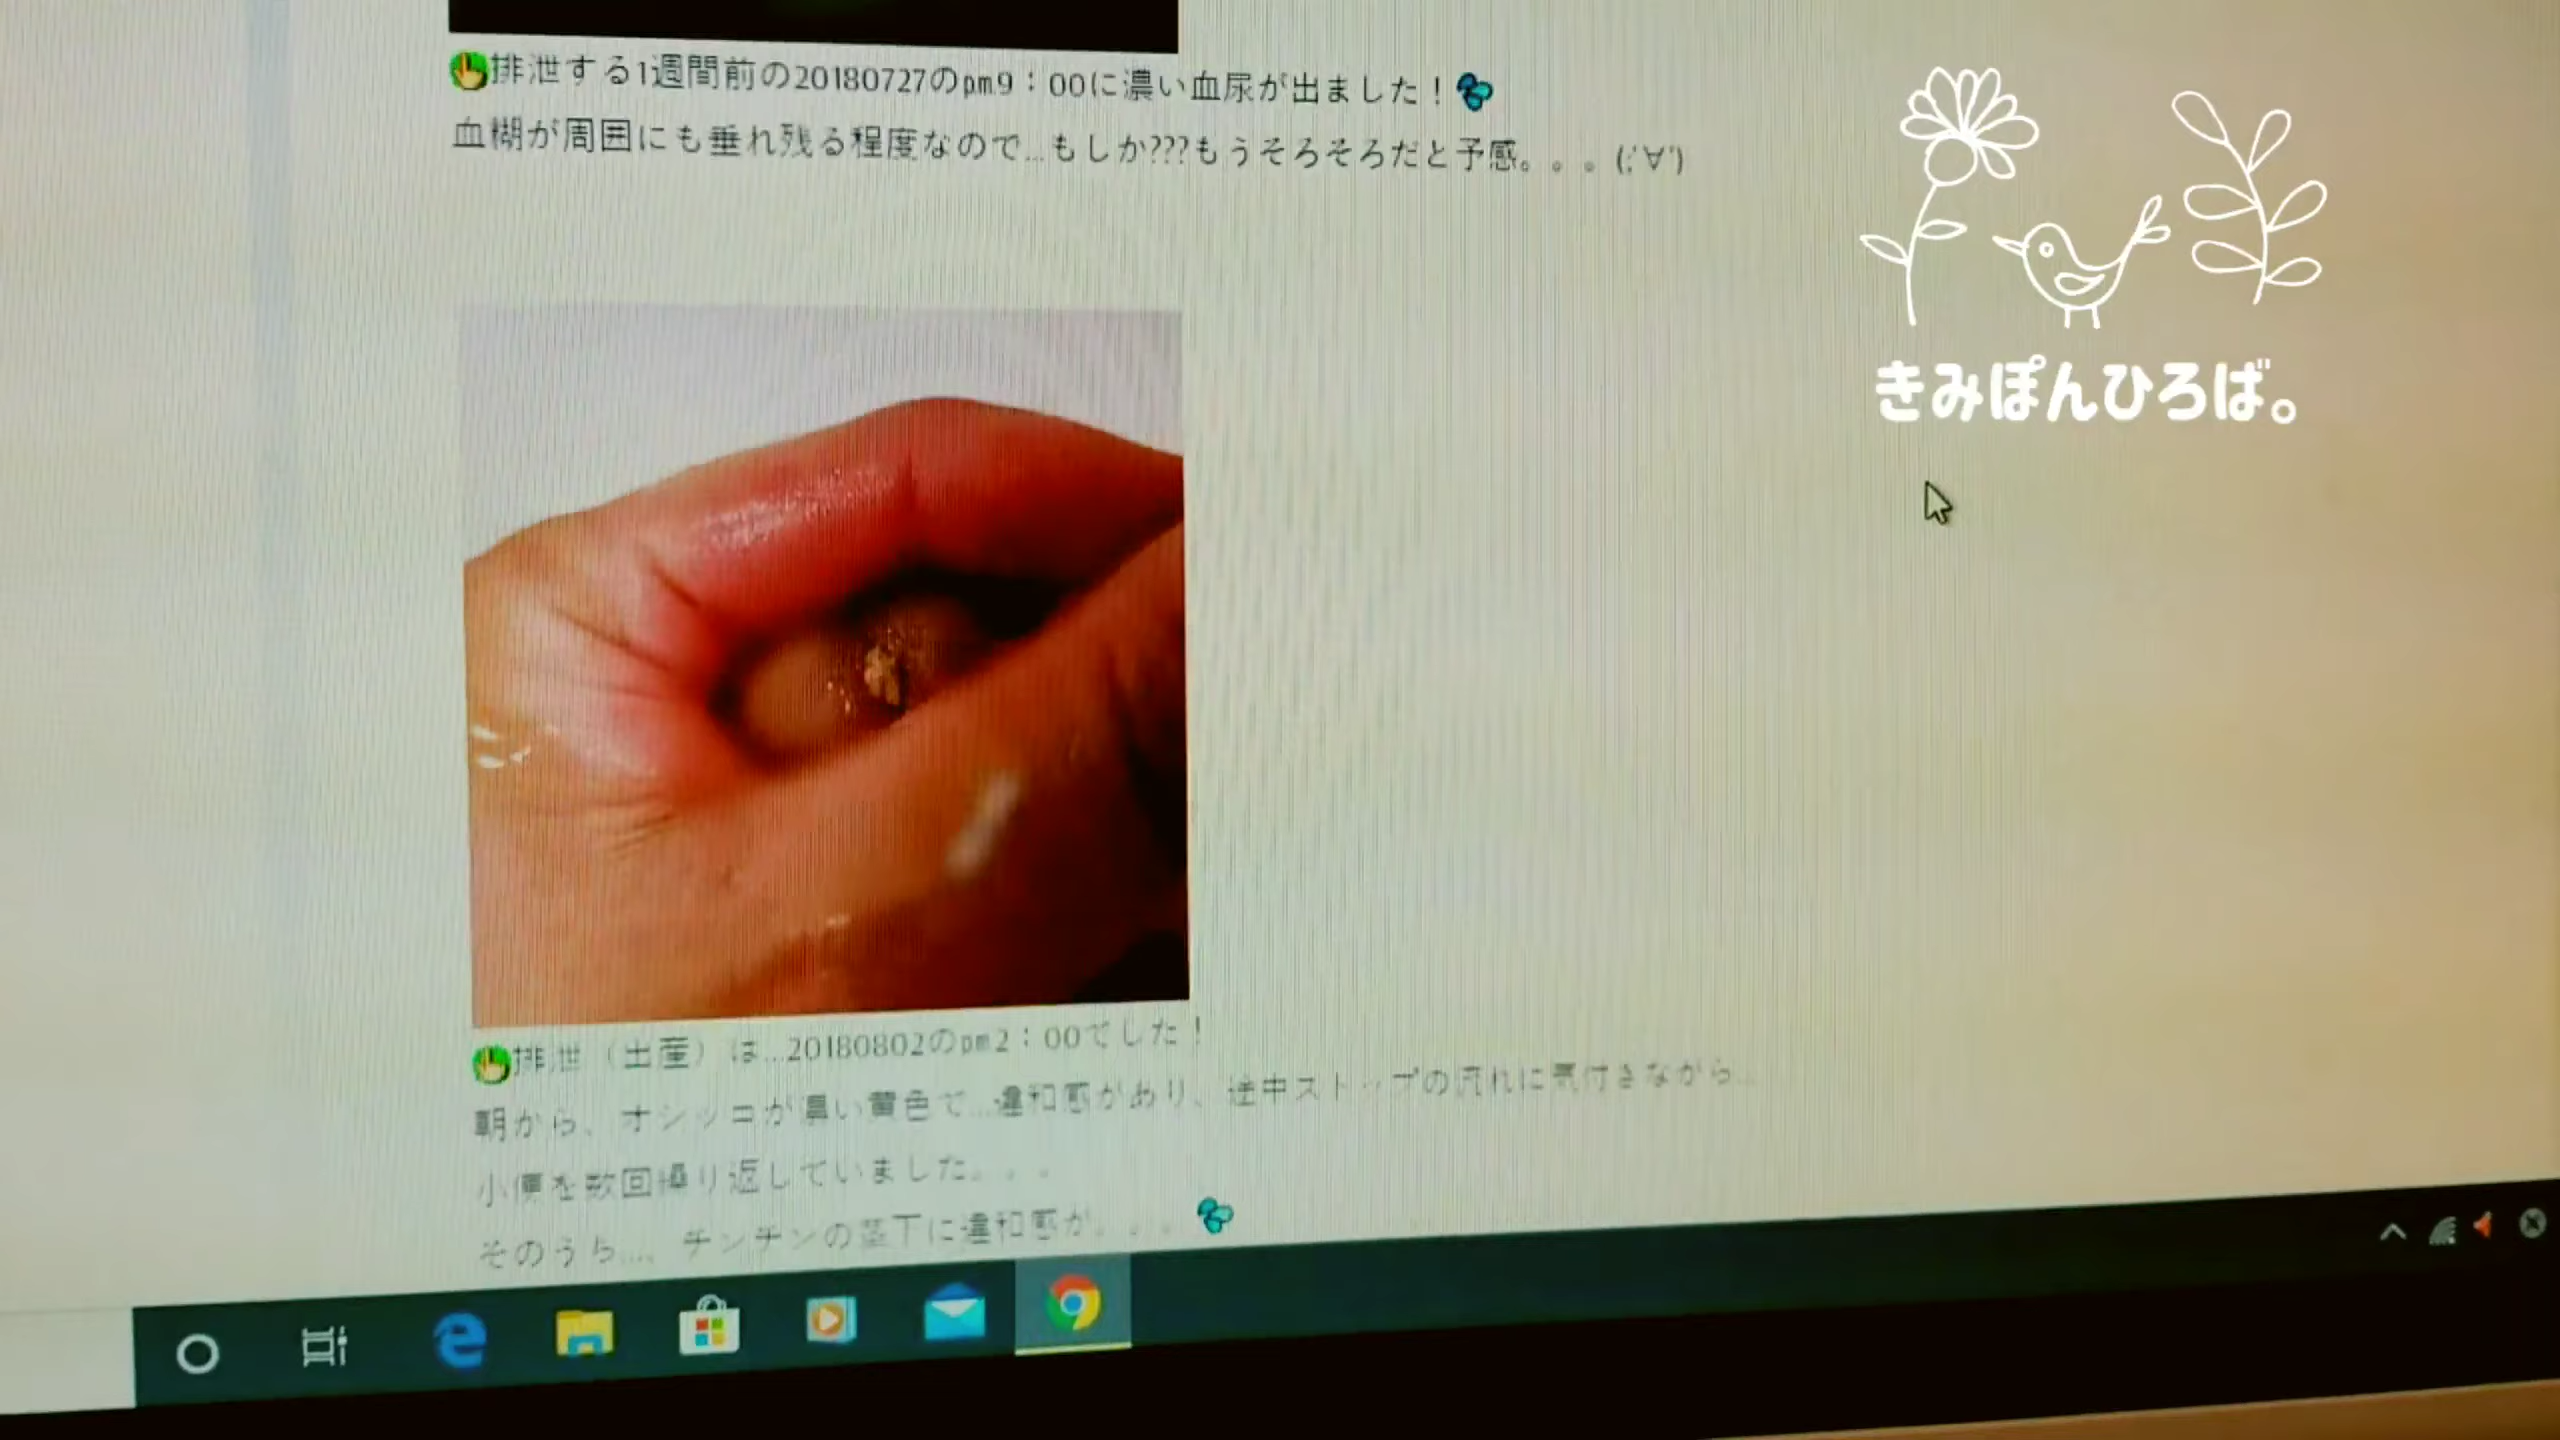 排泄する1週間前の20180727のpm9：00に濃い血尿が出ました！
血糊が周囲にも垂れ残る程度なので...もしか???もうそろそろだと予感。。。(;'∀')
きみぽんひろば。
排泄（出産）は...20180802のpm2：00でした！
朝から、オシッコが濃い黄色で...違和感があり、途中ストップの流れに気付きながら...
小便を数回繰り返していました。。。
そのうち...、チンチンの茎下に違和感が。。。